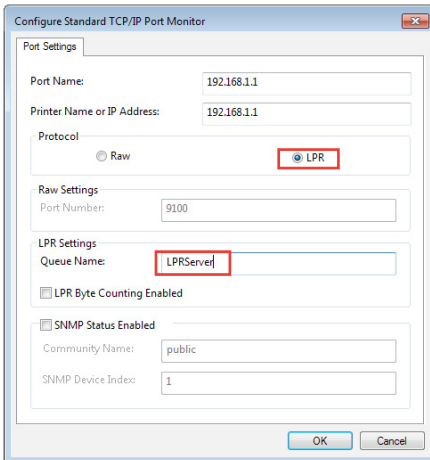 Configure Standard TCP/IP Port Monitor
Port Settings
Port Name: 192.168.1.1
Printer Name or IP Address: 192.168.1.1
Protocol
Raw LPR
Raw Settings
Port Number: 9100
LPR Settings
Queue Name: LPRServer
LPR Byte Counting Enabled
SNMP Status Enabled
Community Name: public
SNMP Device Index: 1
OK Cancel